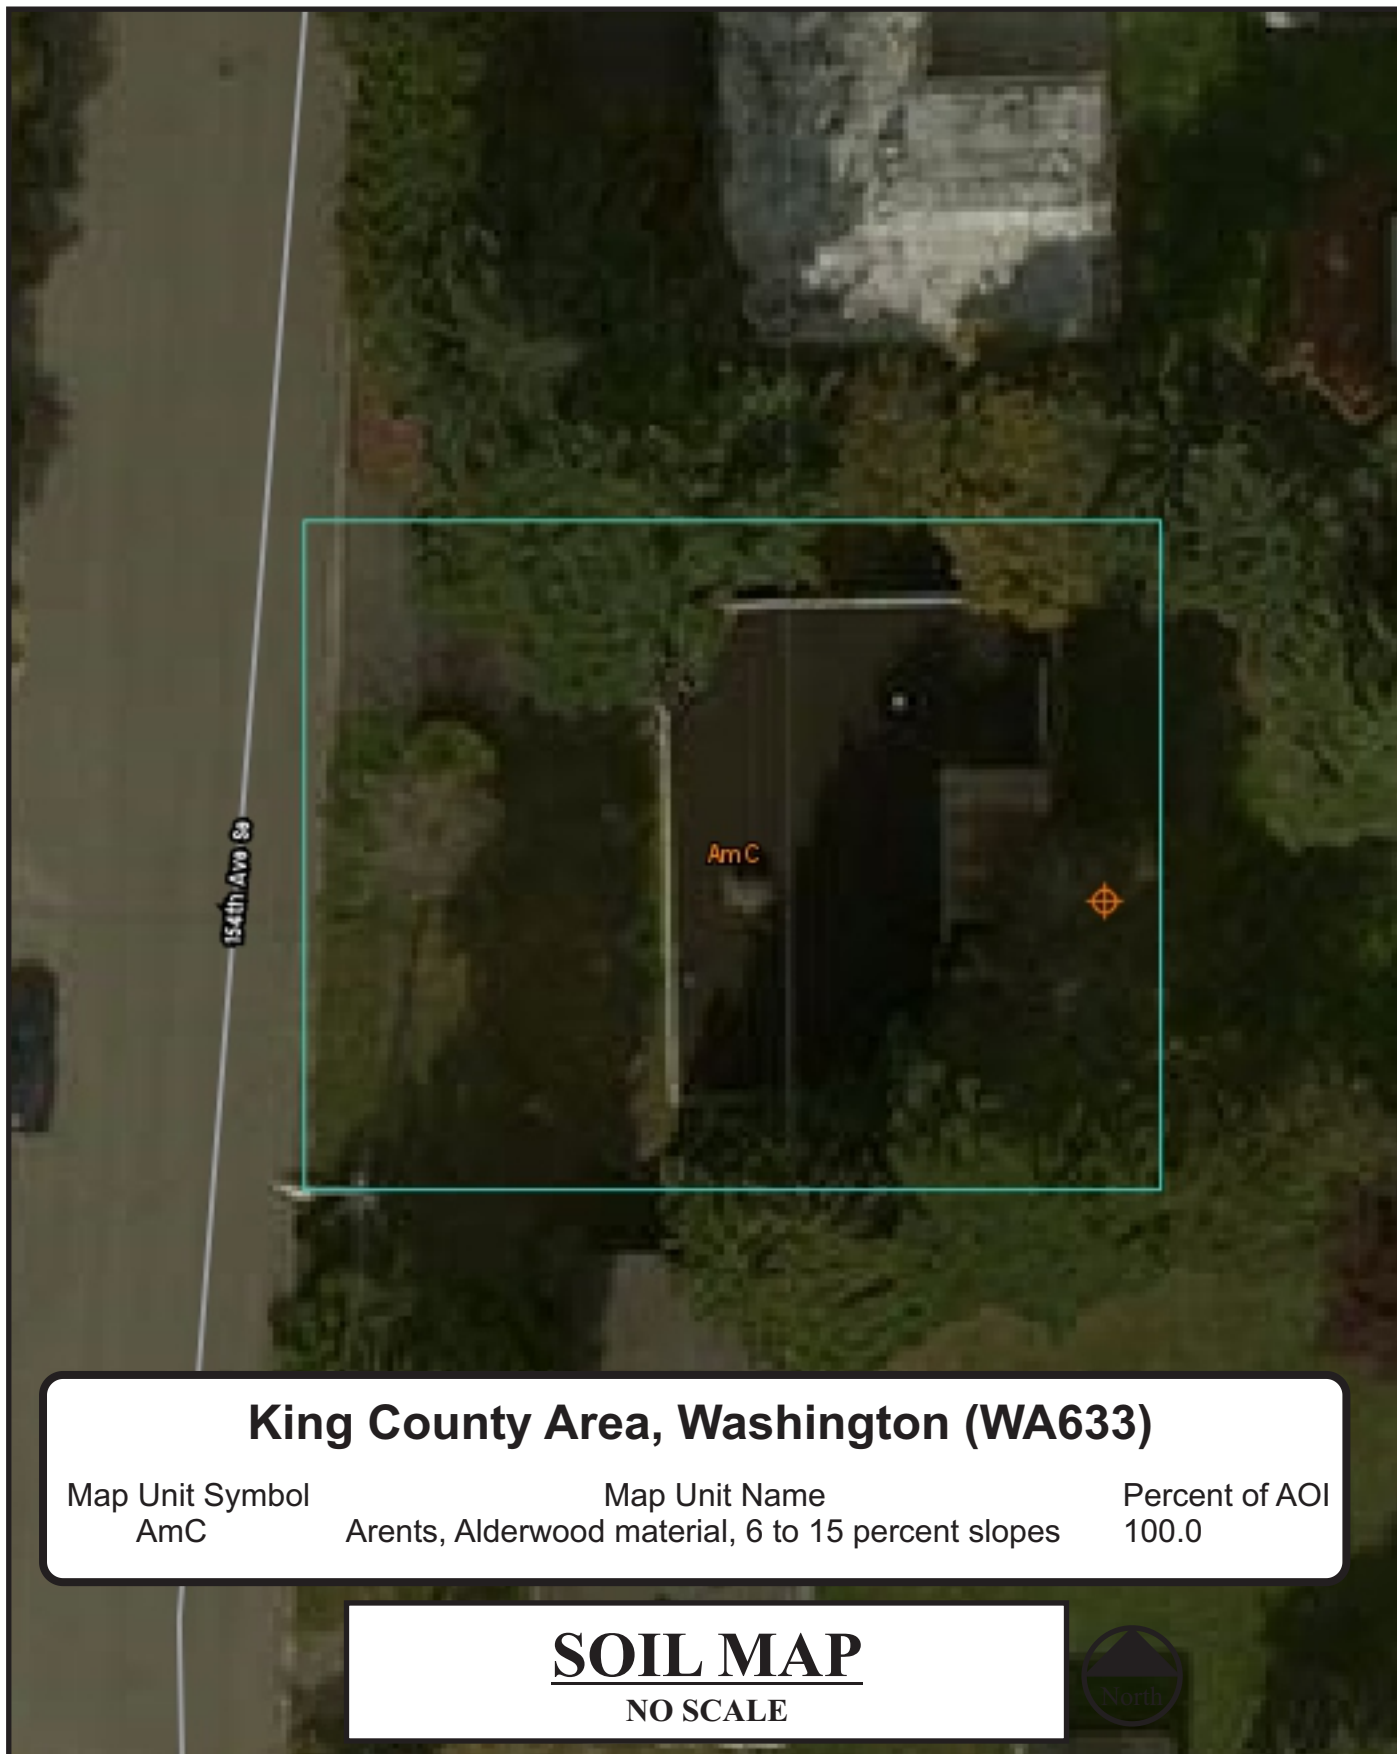 154th Ave Se
AmC
King County Area, Washington (WA633)
Map Unit Symbol Map Unit Name Percent of AOI
AmC Arents, Alderwood material, 6 to 15 percent slopes 100.0
SOIL MAP
NO SCALE
North